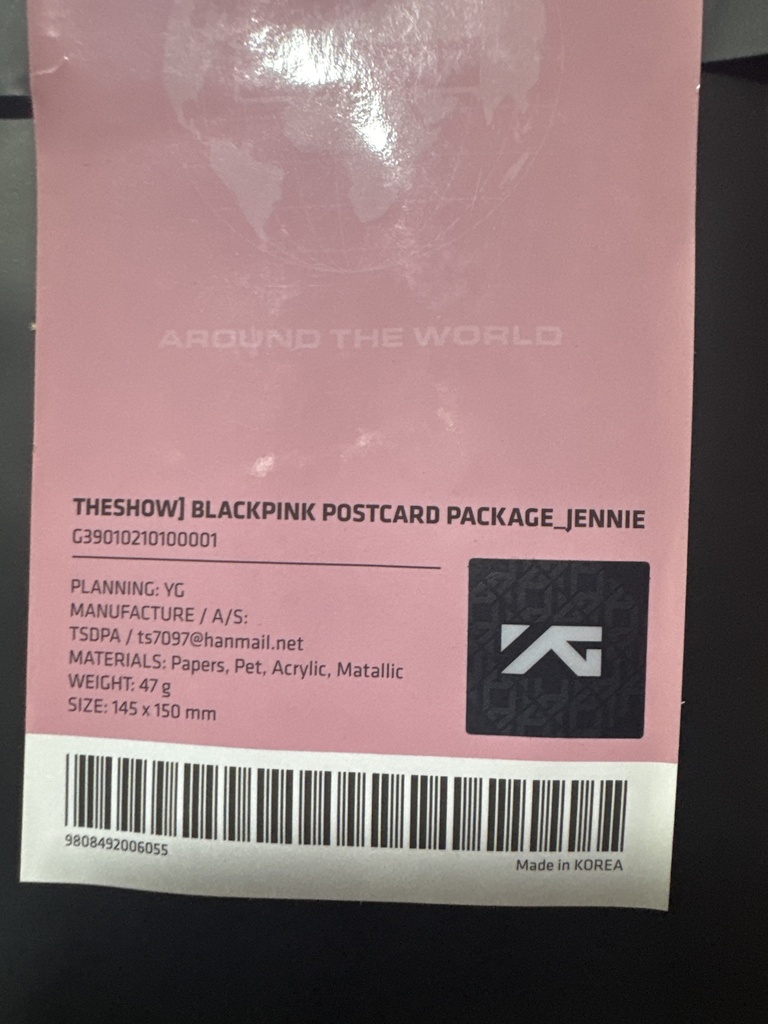 AROUND THE WORLD
THESHOW] BLACKPINK POSTCARD PACKAGE_JENNIE
G39010210100001
PLANNING: YG
MANUFACTURE / A/S:
TSDPA / ts7097@hanmail.net
MATERIALS: Papers, Pet, Acrylic, Matallic
WEIGHT: 47 g
SIZE: 145 x 150 mm
YG
9808492006055
Made in KOREA